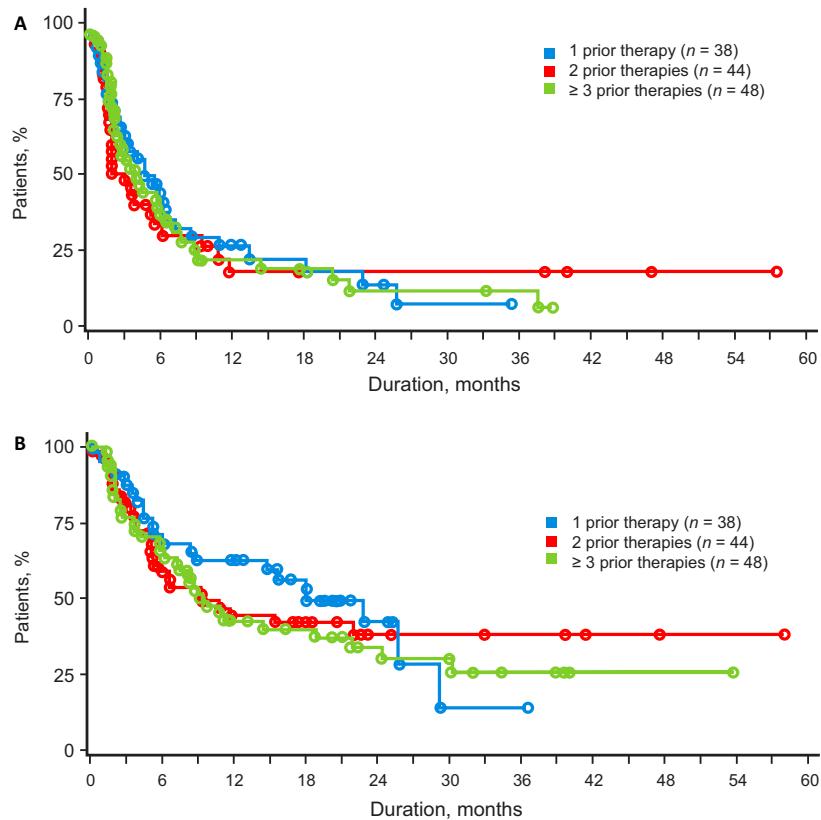 A
100
75
50
25
0
Patients, %
1 prior therapy (n = 38)
2 prior therapies (n = 44)
≥ 3 prior therapies (n = 48)
0 6 12 18 24 30 36 42 48 54 60
Duration, months
B
100
75
50
25
0
Patients, %
1 prior therapy (n = 38)
2 prior therapies (n = 44)
≥ 3 prior therapies (n = 48)
0 6 12 18 24 30 36 42 48 54 60
Duration, months